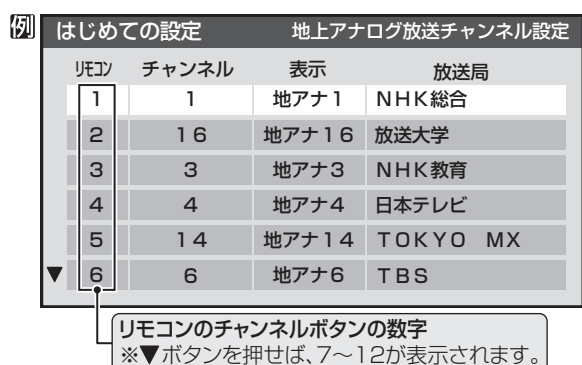 例
はじめての設定 地上アナログ放送チャンネル設定
リモコン チャンネル 表示 放送局
1 1 地アナ1 NHK総合
2 16 地アナ16 放送大学
3 3 地アナ3 NHK教育
4 4 地アナ4 日本テレビ
5 14 地アナ14 TOKYO MX
▼ 6 6 地アナ6 TBS
リモコンのチャンネルボタンの数字
※▼ボタンを押せば、7～12が表示されます。